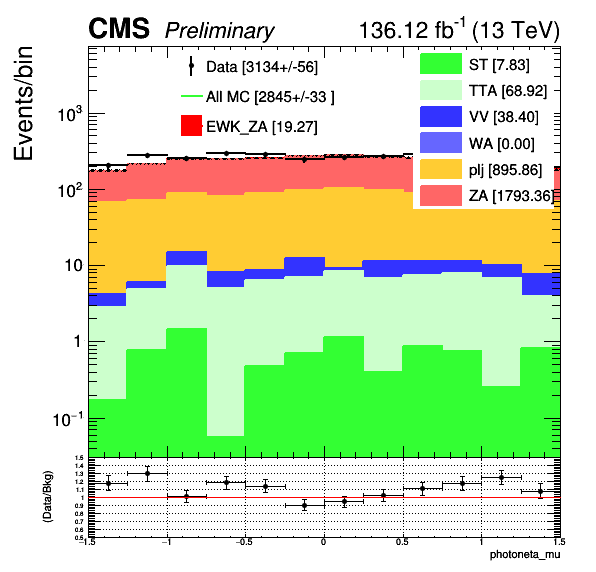 CMS Preliminary 136.12 fb⁻¹ (13 TeV)
Events/bin
Data [3134+/-56]
All MC [2845+/-33 ]
EWK_ZA [19.27]
ST [7.83]
TTA [68.92]
VV [38.40]
WA [0.00]
plj [895.86]
ZA [1793.36]
10³
10²
10
1
10⁻¹
(Data/Bkg)
1.5
1.4
1.3
1.2
1.1
1
0.9
0.8
0.7
0.6
0.5
−1.5 −1 −0.5 0 0.5 1 1.5
photoneta_mu